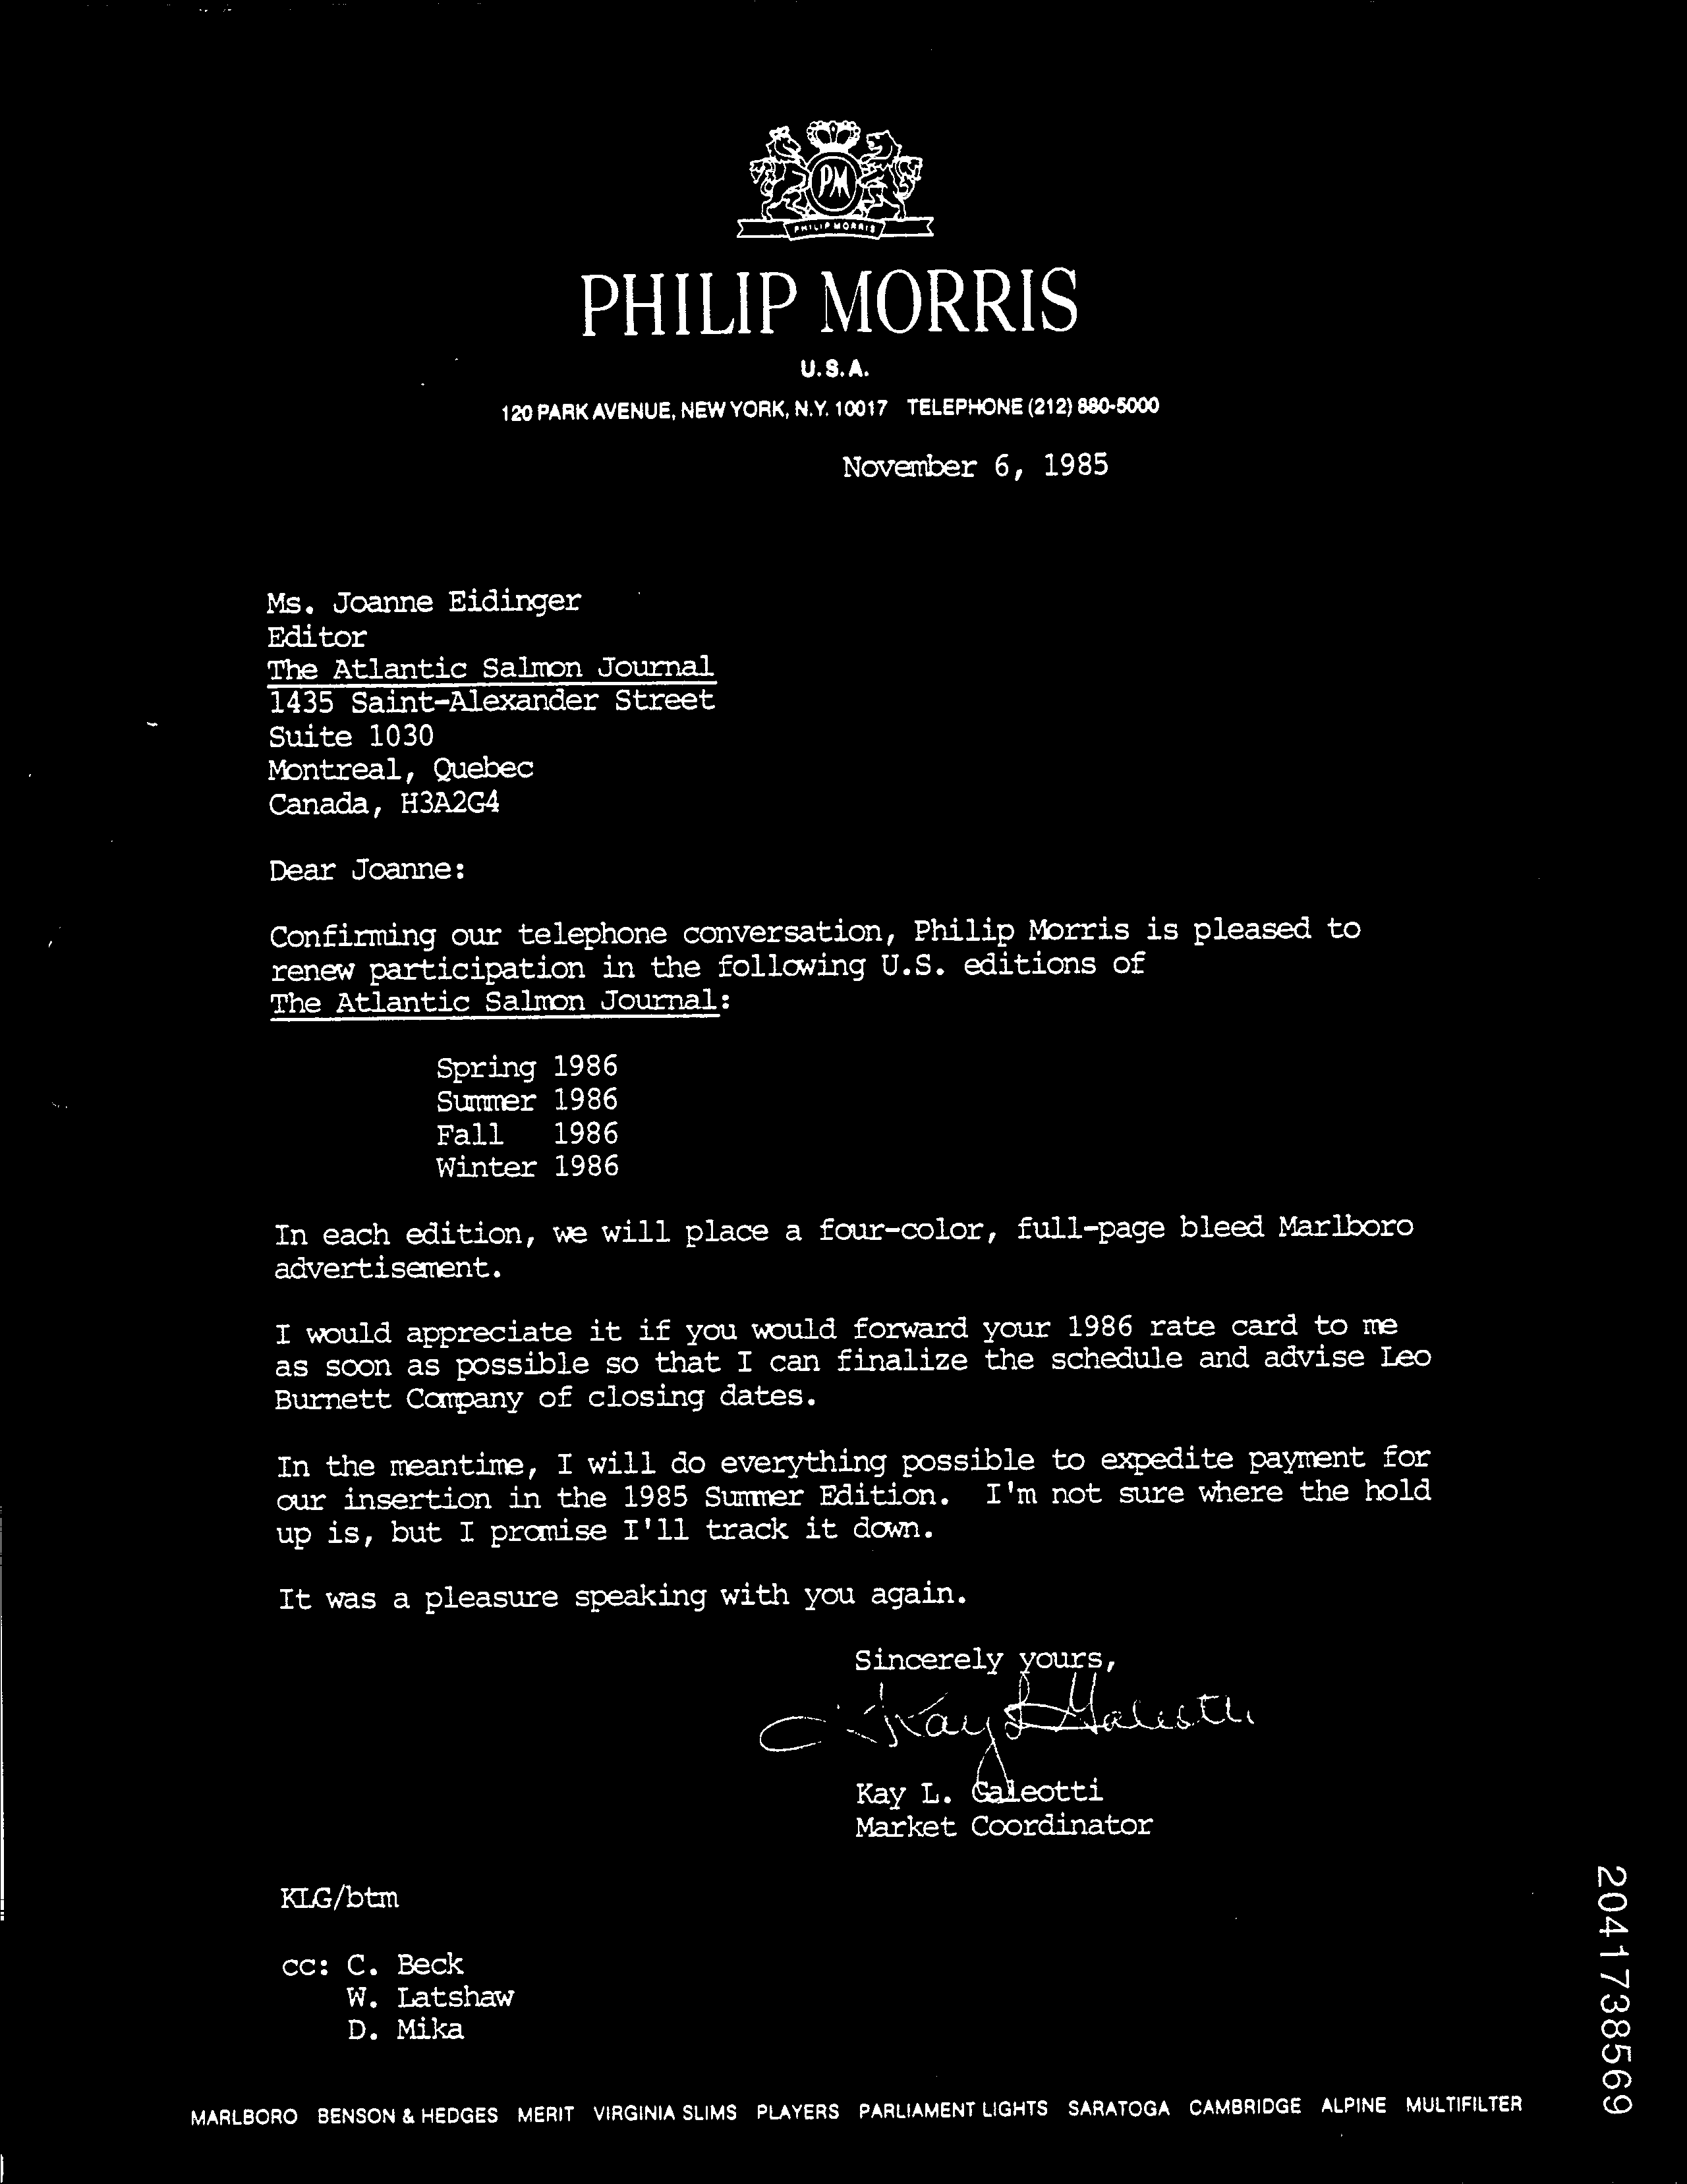 PM
PHILIP MORRIS
PHILIP MORRIS
U.S.A.
120 PARK AVENUE, NEW YORK, N.Y. 10017 TELEPHONE (212) 880-5000
November 6, 1985
Ms. Joanne Eidinger
Editor
The Atlantic Salmon Journal
1435 Saint-Alexander Street
Suite 1030
Montreal, Quebec
Canada, H3A2G4
Dear Joanne:
Confirming our telephone conversation, Philip Morris is pleased to
renew participation in the following U.S. editions of
The Atlantic Salmon Journal:
Spring 1986
Summer 1986
Fall 1986
Winter 1986
In each edition, we will place a four-color, full-page bleed Marlboro
advertisement.
I would appreciate it if you would forward your 1986 rate card to me
as soon as possible so that I can finalize the schedule and advise Leo
Burnett Company of closing dates.
In the meantime, I will do everything possible to expedite payment for
our insertion in the 1985 Summer Edition. I'm not sure where the hold
up is, but I promise I'll track it down.
It was a pleasure speaking with you again.
Sincerely yours,
Kay L Galeotti
Kay L. Galeotti
Market Coordinator
KLG/btm
cc: C. Beck
W. Latshaw
D. Mika
2041738569
MARLBORO BENSON & HEDGES MERIT VIRGINIA SLIMS PLAYERS PARLIAMENT LIGHTS SARATOGA CAMBRIDGE ALPINE MULTIFILTER